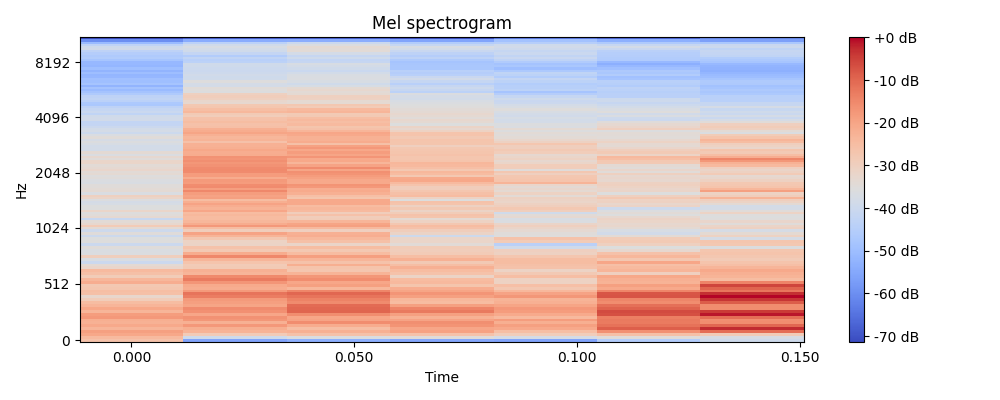 Mel spectrogram
Hz
8192
4096
2048
1024
512
0
0.000
0.050
0.100
0.150
Time
+0 dB
-10 dB
-20 dB
-30 dB
-40 dB
-50 dB
-60 dB
-70 dB